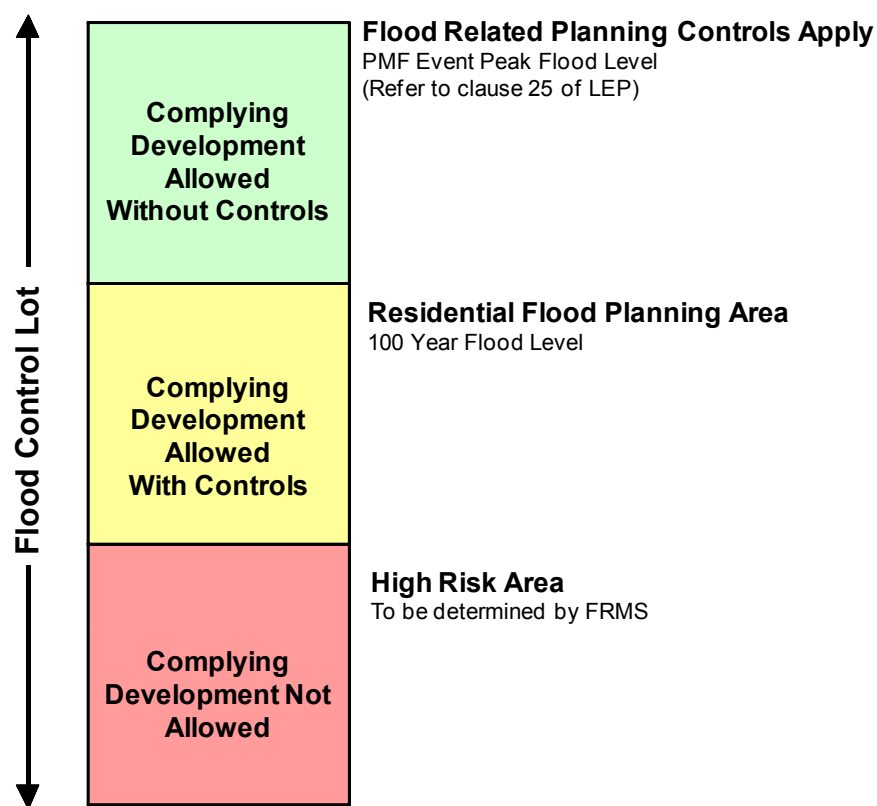 Flood Related Planning Controls Apply
PMF Event Peak Flood Level
(Refer to clause 25 of LEP)
Complying
Development
Allowed
Without Controls
Residential Flood Planning Area
100 Year Flood Level
Complying
Development
Allowed
With Controls
High Risk Area
To be determined by FRMS
Complying
Development Not
Allowed
Flood Control Lot